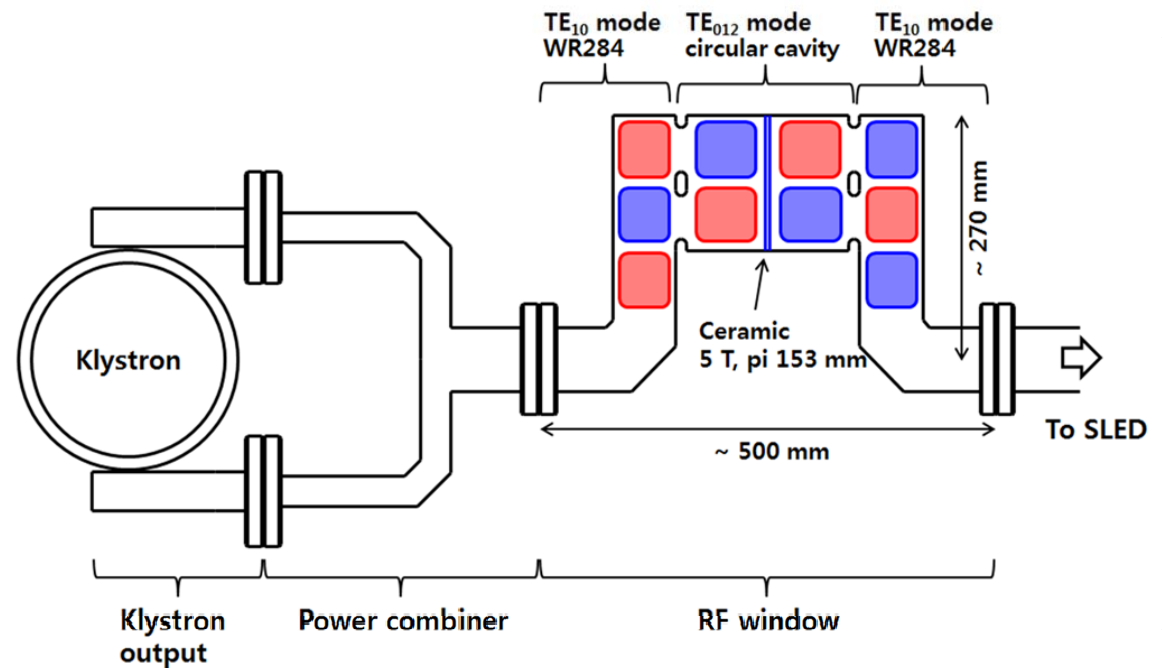 TE10 mode
WR284
TE012 mode
circular cavity
TE10 mode
WR284
~ 270 mm
Klystron
Ceramic
5 T, pi 153 mm
~ 500 mm
To SLED
Klystron
output
Power combiner
RF window